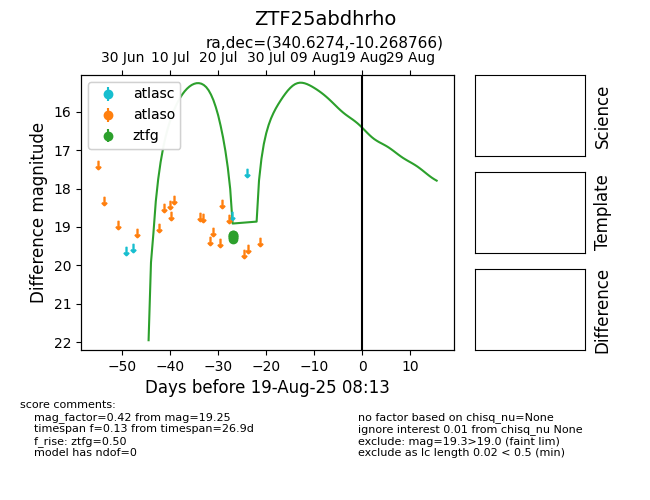 ZTF25abdhrho
ra,dec=(340.6274,-10.268766)
30 Jun 10 Jul 20 Jul 30 Jul 09 Aug 19 Aug 29 Aug
atlasc
atlaso
ztfg
16
17
18
19
20
21
22
Difference magnitude
−50 −40 −30 −20 −10 0 10
Days before 19-Aug-25 08:13
Science
Template
Difference
score comments:
mag_factor=0.42 from mag=19.25
timespan f=0.13 from timespan=26.9d
f_rise: ztfg=0.50
model has ndof=0
no factor based on chisq_nu=None
ignore interest 0.01 from chisq_nu None
exclude: mag=19.3>19.0 (faint lim)
exclude as lc length 0.02 < 0.5 (min)